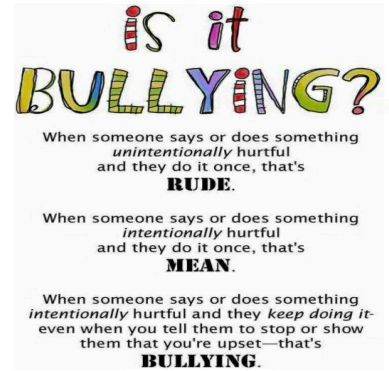 is it
BULLYiNG?
When someone says or does something
unintentionally hurtful
and they do it once, that's
RUDE.
When someone says or does something
intentionally hurtful
and they do it once, that's
MEAN.
When someone says or does something
intentionally hurtful and they keep doing it-
even when you tell them to stop or show
them that you're upset—that's
BULLYING.